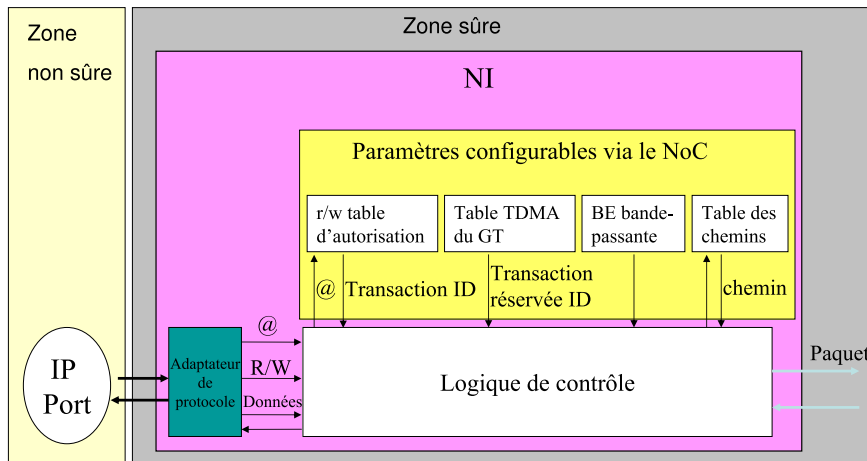 Zone
non sûre
Zone sûre
NI
Paramètres configurables via le NoC
r/w table
d’autorisation
Table TDMA
du GT
BE bande-
passante
Table des
chemins
@
Transaction ID
Transaction
réservée ID
chemin
@
R/W
Données
Adaptateur
de
protocole
IP
Port
Logique de contrôle
Paquet